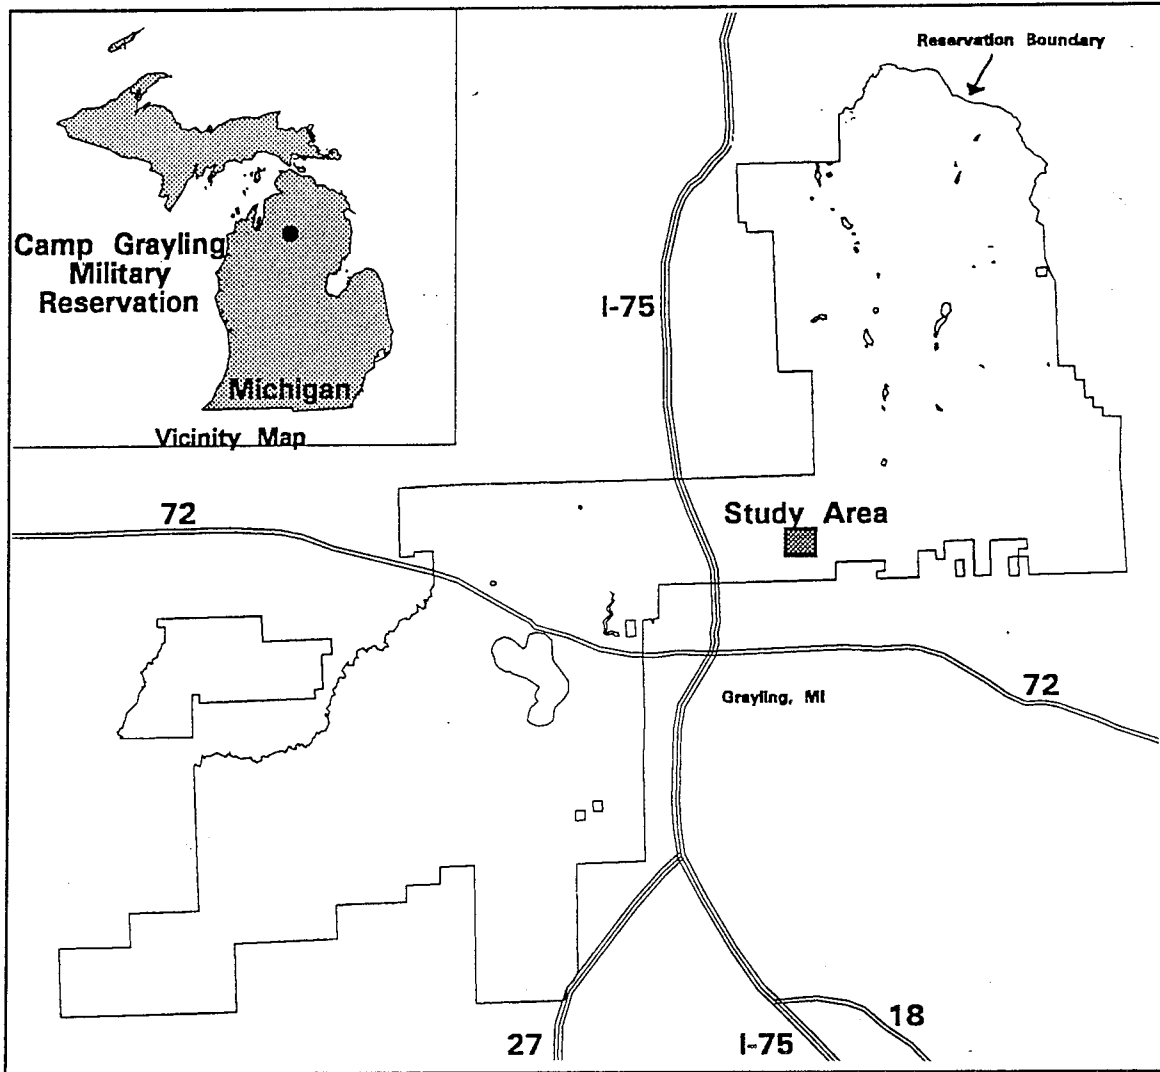 Reservation Boundary
Camp Grayling
Military
Reservation
Michigan
Vicinity Map
I-75
72
Study Area
72
Grayling, MI
27
I-75
18